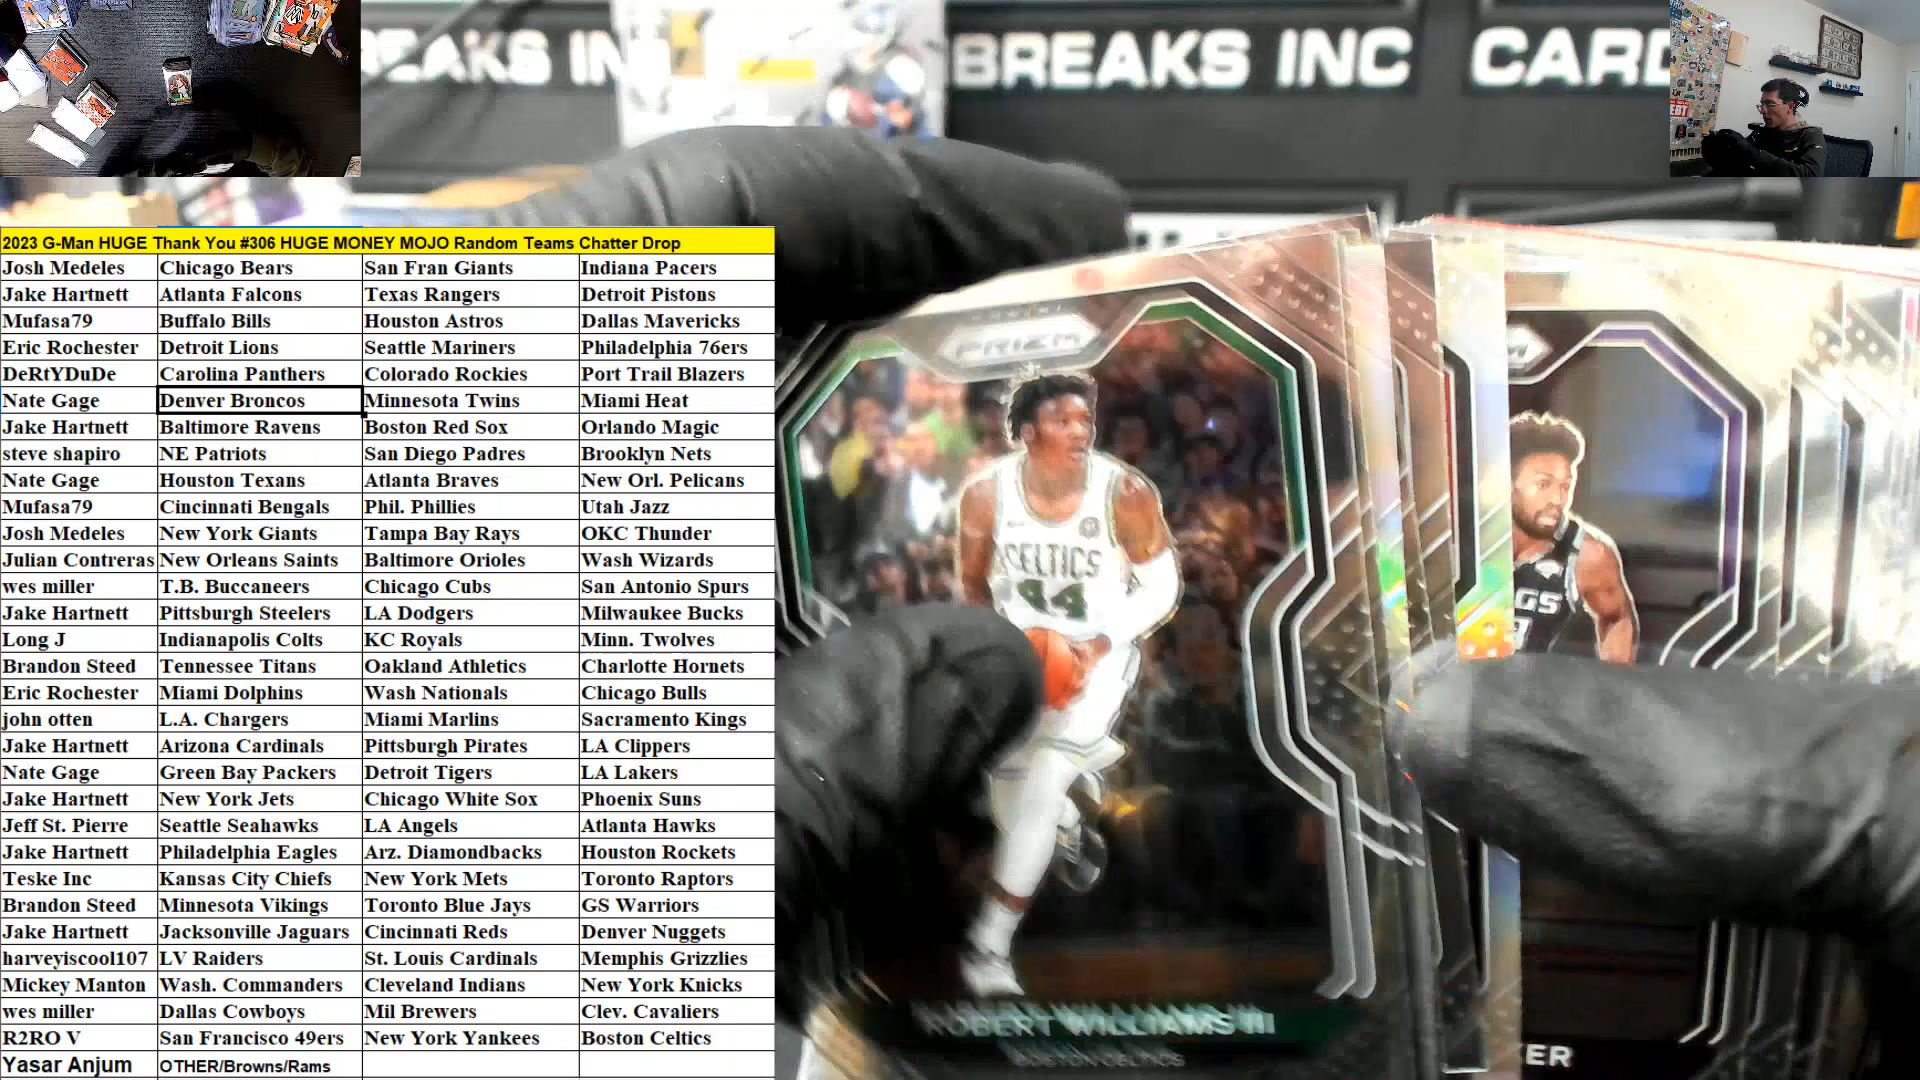 BREAKS INC CARD
2023 G-Man HUGE Thank You #306 HUGE MONEY MOJO Random Teams Chatter Drop
Josh Medeles Chicago Bears San Fran Giants Indiana Pacers
Jake Hartnett Atlanta Falcons Texas Rangers Detroit Pistons
Mufasa79 Buffalo Bills Houston Astros Dallas Mavericks
Eric Rochester Detroit Lions Seattle Mariners Philadelphia 76ers
DeRtYDuDe Carolina Panthers Colorado Rockies Port Trail Blazers
Nate Gage Denver Broncos Minnesota Twins Miami Heat
Jake Hartnett Baltimore Ravens Boston Red Sox Orlando Magic
steve shapiro NE Patriots San Diego Padres Brooklyn Nets
Nate Gage Houston Texans Atlanta Braves New Orl. Pelicans
Mufasa79 Cincinnati Bengals Phil. Phillies Utah Jazz
Josh Medeles New York Giants Tampa Bay Rays OKC Thunder
Julian Contreras New Orleans Saints Baltimore Orioles Wash Wizards
wes miller T.B. Buccaneers Chicago Cubs San Antonio Spurs
Jake Hartnett Pittsburgh Steelers LA Dodgers Milwaukee Bucks
Long J Indianapolis Colts KC Royals Minn. Twolves
Brandon Steed Tennessee Titans Oakland Athletics Charlotte Hornets
Eric Rochester Miami Dolphins Wash Nationals Chicago Bulls
john otten L.A. Chargers Miami Marlins Sacramento Kings
Jake Hartnett Arizona Cardinals Pittsburgh Pirates LA Clippers
Nate Gage Green Bay Packers Detroit Tigers LA Lakers
Jake Hartnett New York Jets Chicago White Sox Phoenix Suns
Jeff St. Pierre Seattle Seahawks LA Angels Atlanta Hawks
Jake Hartnett Philadelphia Eagles Arz. Diamondbacks Houston Rockets
Teske Inc Kansas City Chiefs New York Mets Toronto Raptors
Brandon Steed Minnesota Vikings Toronto Blue Jays GS Warriors
Jake Hartnett Jacksonville Jaguars Cincinnati Reds Denver Nuggets
harveyiscool107 LV Raiders St. Louis Cardinals Memphis Grizzlies
Mickey Manton Wash. Commanders Cleveland Indians New York Knicks
wes miller Dallas Cowboys Mil Brewers Clev. Cavaliers
R2RO V San Francisco 49ers New York Yankees Boston Celtics
Yasar Anjum OTHER/Browns/Rams
PRIZM
CELTICS
44
ROBERT WILLIAMS III
BOSTON CELTICS
GS
ER